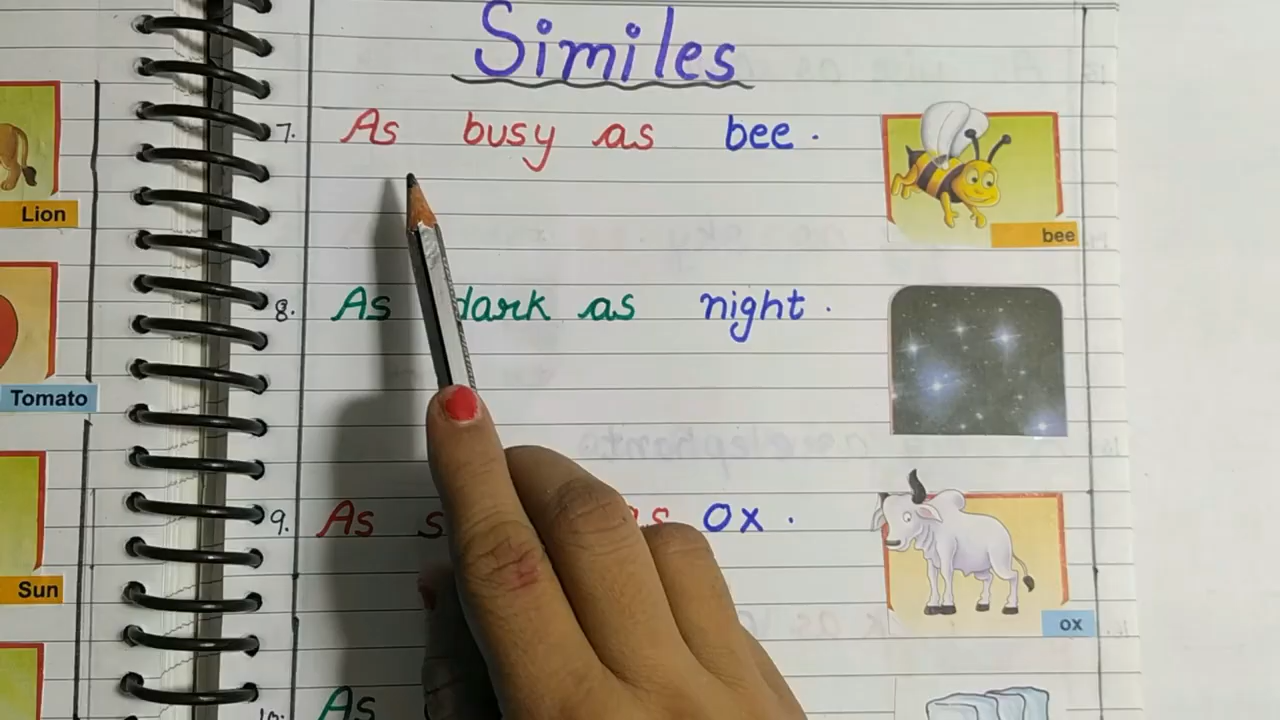 Similes
7. As busy as bee.
bee
Lion
8. As dark as night.
Tomato
9. As as ox.
ox
Sun
As